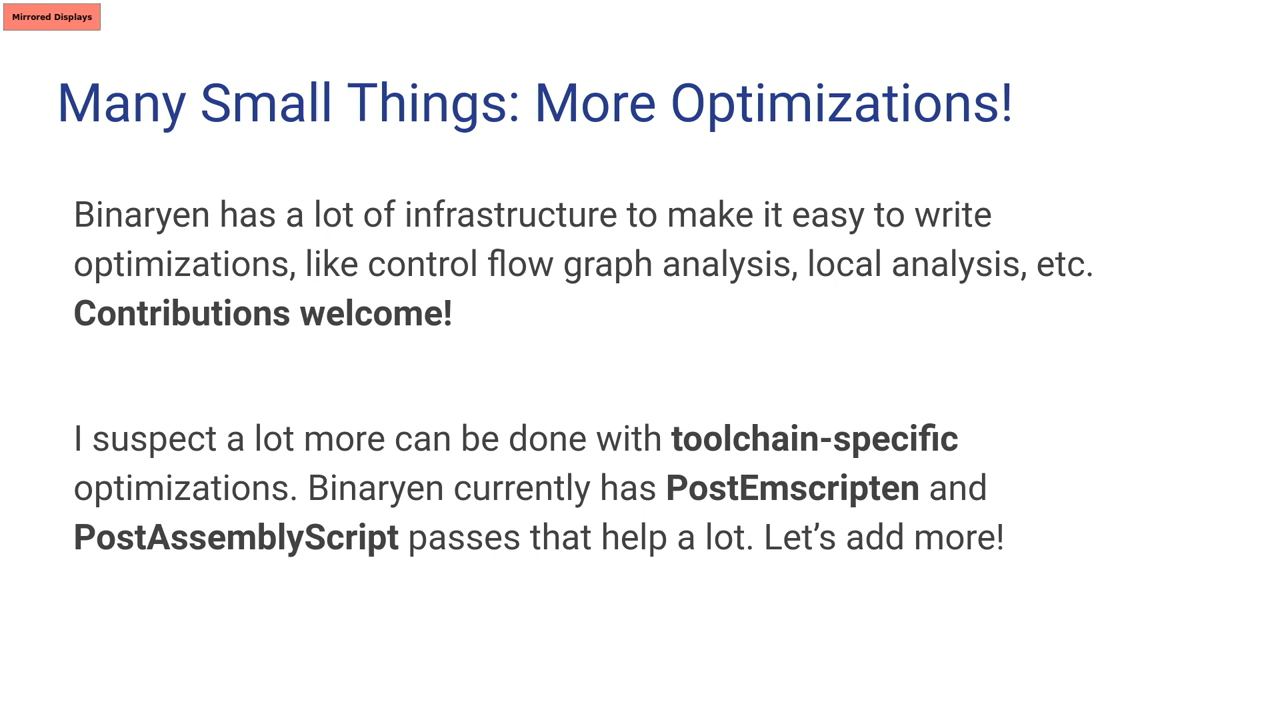 Mirrored Displays
Many Small Things: More Optimizations!
Binaryen has a lot of infrastructure to make it easy to write
optimizations, like control flow graph analysis, local analysis, etc.
Contributions welcome!
I suspect a lot more can be done with toolchain-specific
optimizations. Binaryen currently has PostEmscripten and
PostAssemblyScript passes that help a lot. Let’s add more!